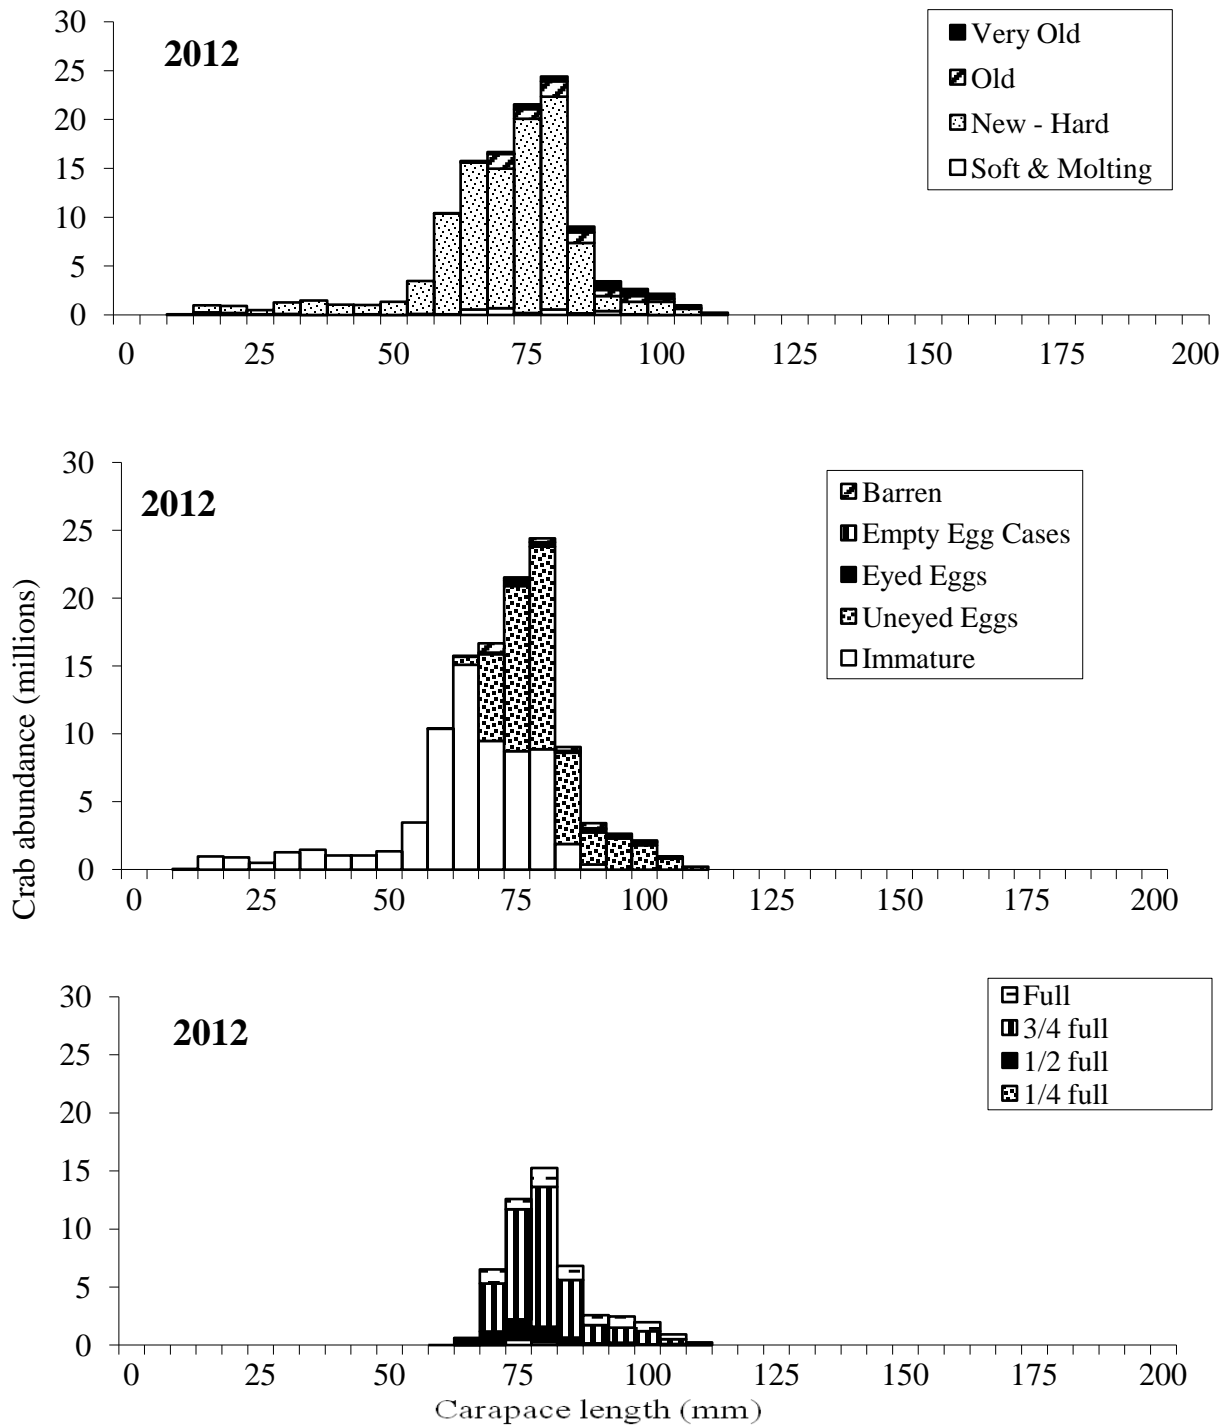 2012
30
25
20
15
10
5
0
Very Old
Old
New - Hard
Soft & Molting
0 25 50 75 100 125 150 175 200
Crab abundance (millions)
2012
30
25
20
15
10
5
0
Barren
Empty Egg Cases
Eyed Eggs
Uneyed Eggs
Immature
0 25 50 75 100 125 150 175 200
2012
30
25
20
15
10
5
0
Full
3/4 full
1/2 full
1/4 full
0 25 50 75 100 125 150 175 200
Carapace length (mm)